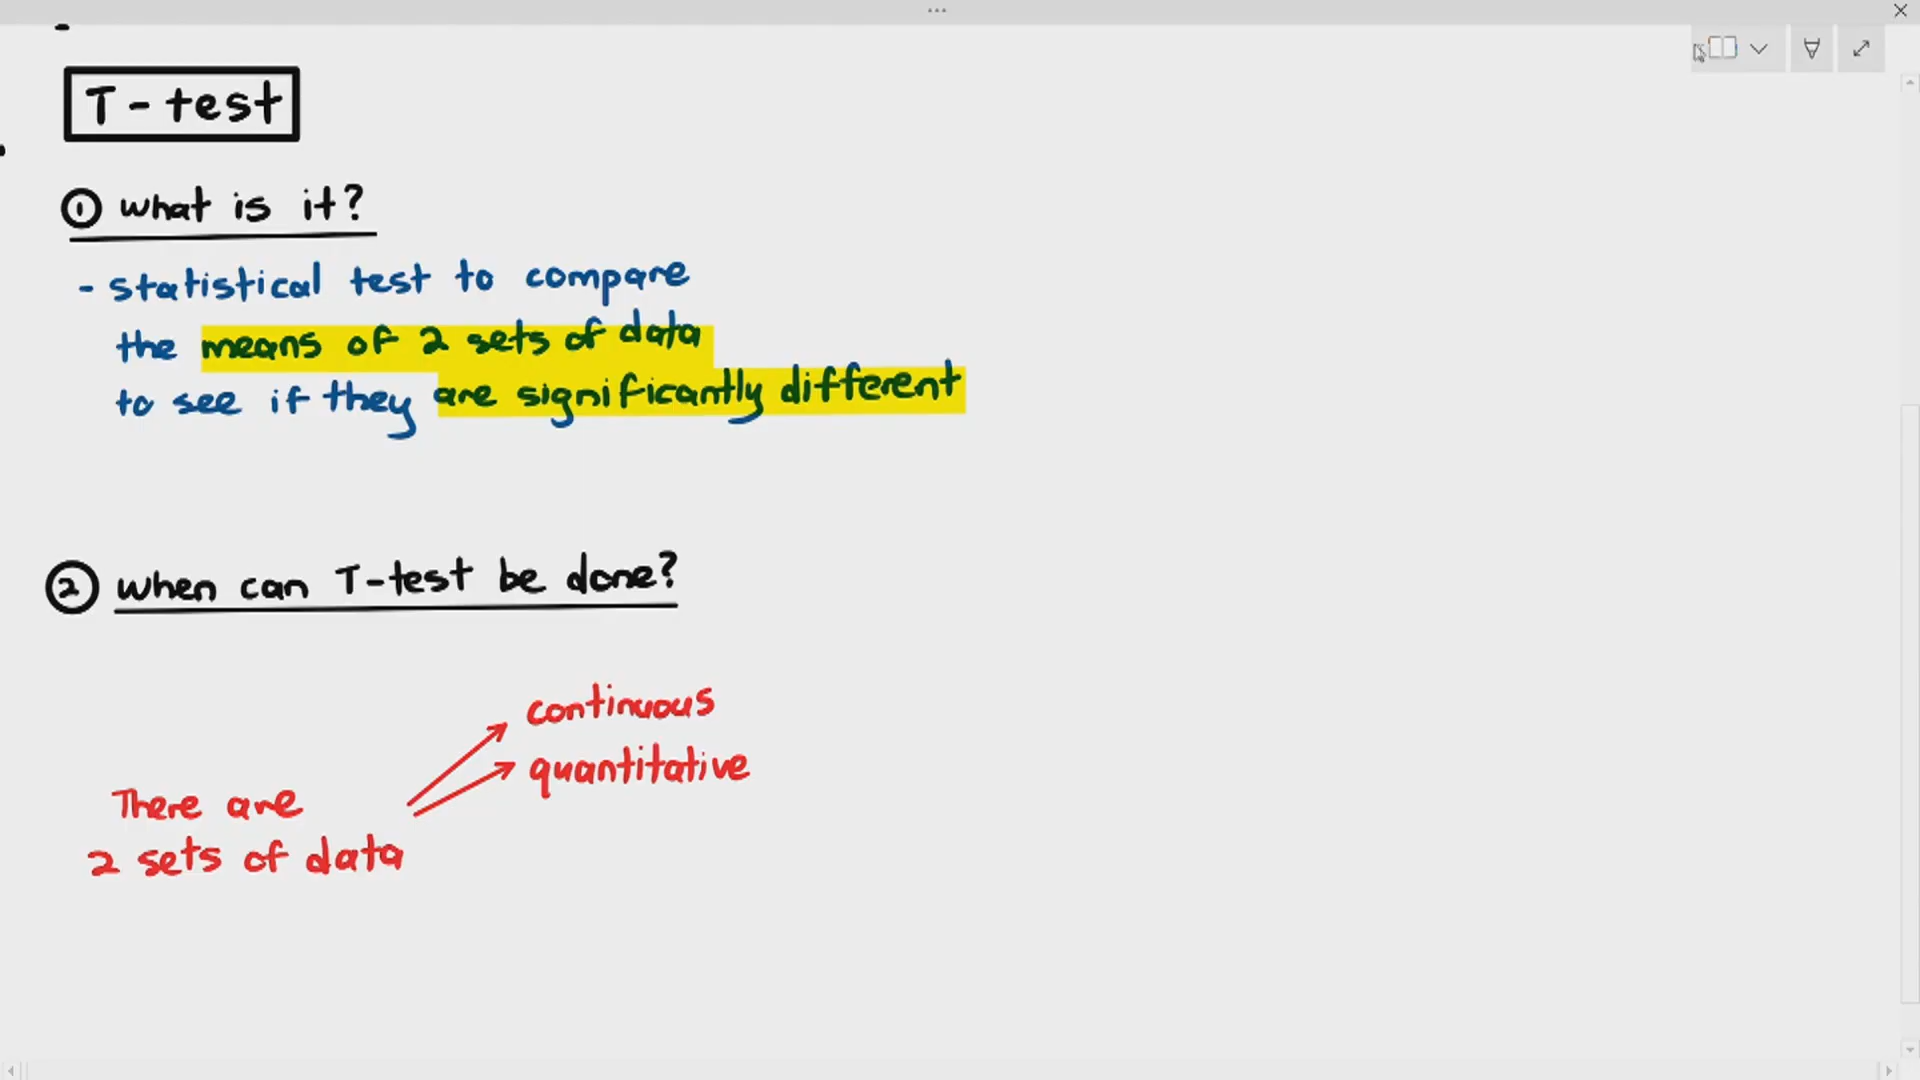 T-test
① what is it?
- statistical test to compare
the means of 2 sets of data
to see if they are significantly different
② when can T-test be done?
continuous
quantitative
There are
2 sets of data